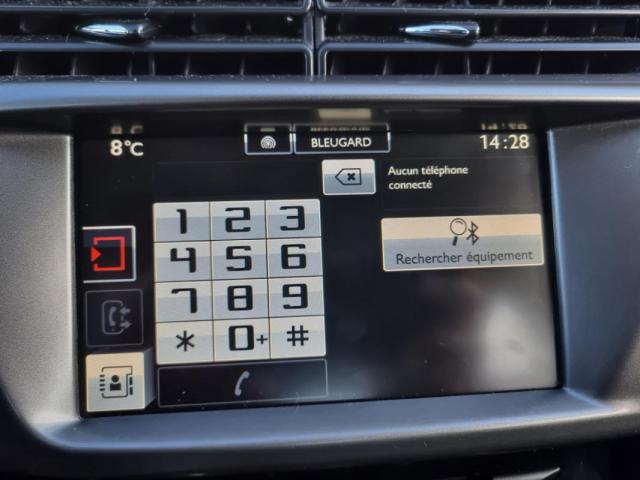 8°C
BLEUGARD
14:28
Aucun téléphone
connecté
1 2 3
4 5 6
7 8 9
* 0+ #
Rechercher équipement